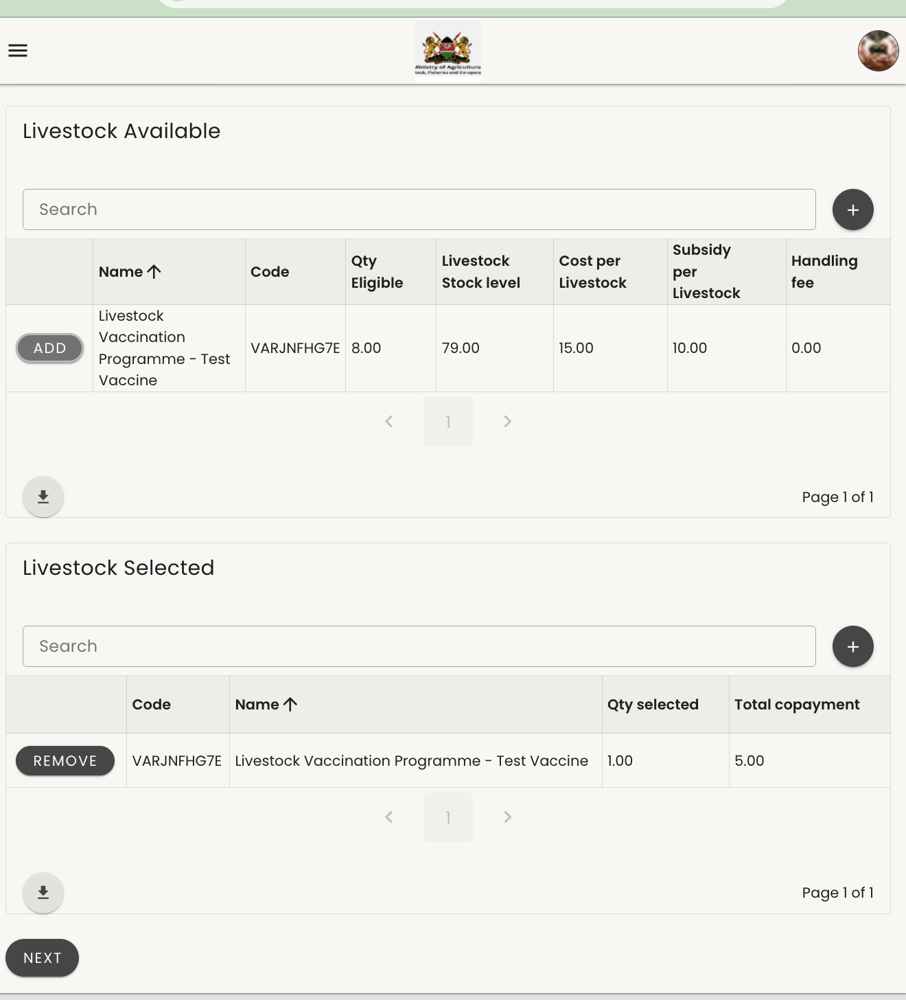 Ministry of Agriculture
Livestock Available
Search
Name
Code
Qty
Eligible
Livestock
Stock level
Cost per
Livestock
Subsidy
per
Livestock
Handling
fee
ADD
Livestock
Vaccination
Programme - Test
Vaccine
VARJNFHG7E
8.00
79.00
15.00
10.00
0.00
1
Page 1 of 1
Livestock Selected
Search
Code
Name
Qty selected
Total copayment
REMOVE
VARJNFHG7E
Livestock Vaccination Programme - Test Vaccine
1.00
5.00
1
Page 1 of 1
NEXT